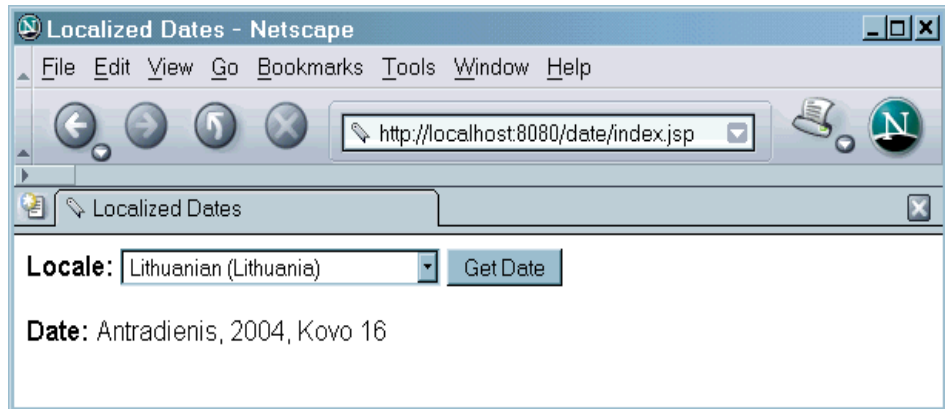 Localized Dates - Netscape
File Edit View Go Bookmarks Tools Window Help
http://localhost:8080/date/index.jsp
N
Localized Dates
Locale: Lithuanian (Lithuania) Get Date
Date: Antradienis, 2004, Kovo 16